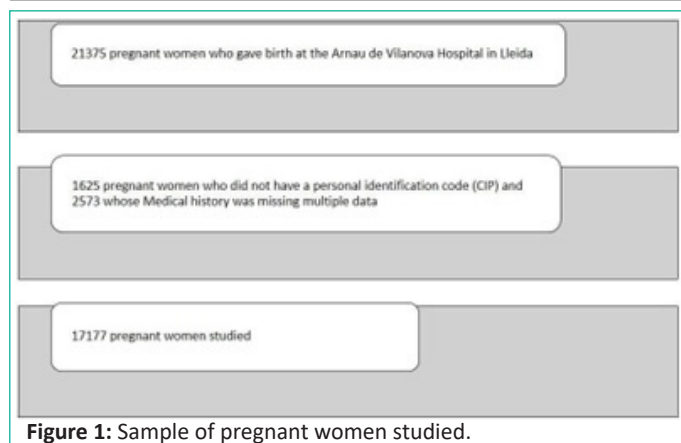 21375 pregnant women who gave birth at the Arnau de Vilanova Hospital in Lleida
1625 pregnant women who did not have a personal identification code (CIP) and
2573 whose Medical history was missing multiple data
17177 pregnant women studied
Figure 1: Sample of pregnant women studied.